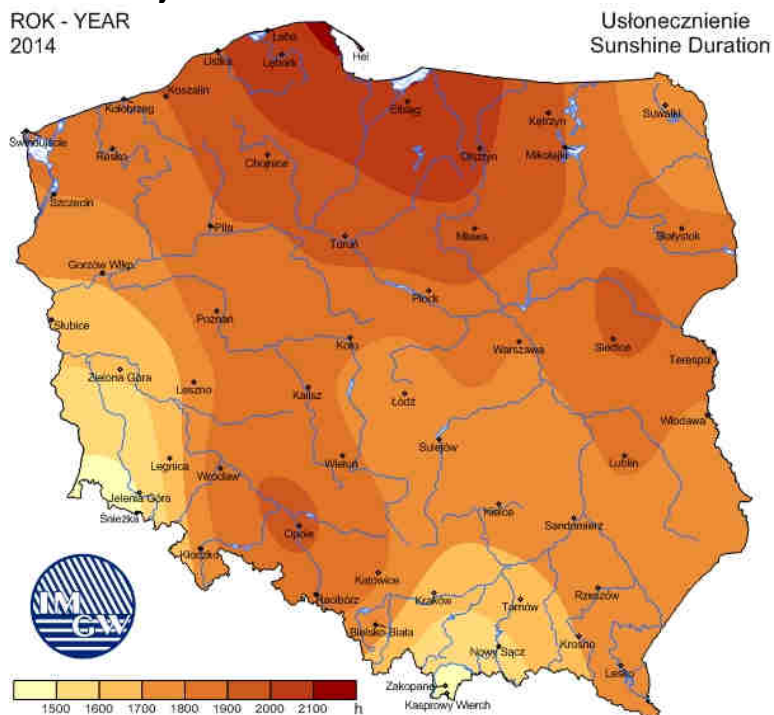 ROK - YEAR
2014
Usłonecznienie
Sunshine Duration
Łeba
Hel
Ustka
Lębork
Koszalin
Kołobrzeg
Elbląg
Kętrzyn
Suwałki
Świnoujście
Resko
Chojnice
Olsztyn
Mikołajki
Szczecin
Piła
Toruń
Mława
Białystok
Gorzów Wlkp.
Płock
Słubice
Poznań
Koło
Warszawa
Siedlce
Terespol
Zielona Góra
Leszno
Kalisz
Łódź
Włodawa
Sulejów
Legnica
Wrocław
Wieluń
Lublin
Jelenia Góra
Śnieżka
Opole
Kielce
Sandomierz
Kłodzko
Katowice
Racibórz
Kraków
Tarnów
Rzeszów
Bielsko-Biała
Nowy Sącz
Krosno
Lesko
Zakopane
Kasprowy Wierch
IM
GW
1500 1600 1700 1800 1900 2000 2100 h